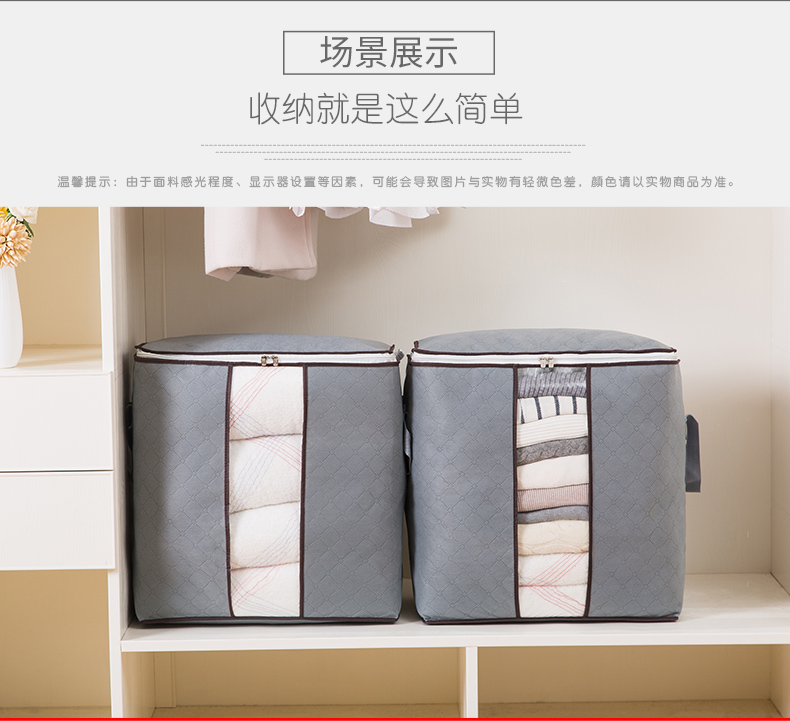 场景展示
收纳就是这么简单
温馨提示：由于面料感光程度、显示器设置等因素，可能会导致图片与实物有轻微色差，颜色请以实物商品为准。